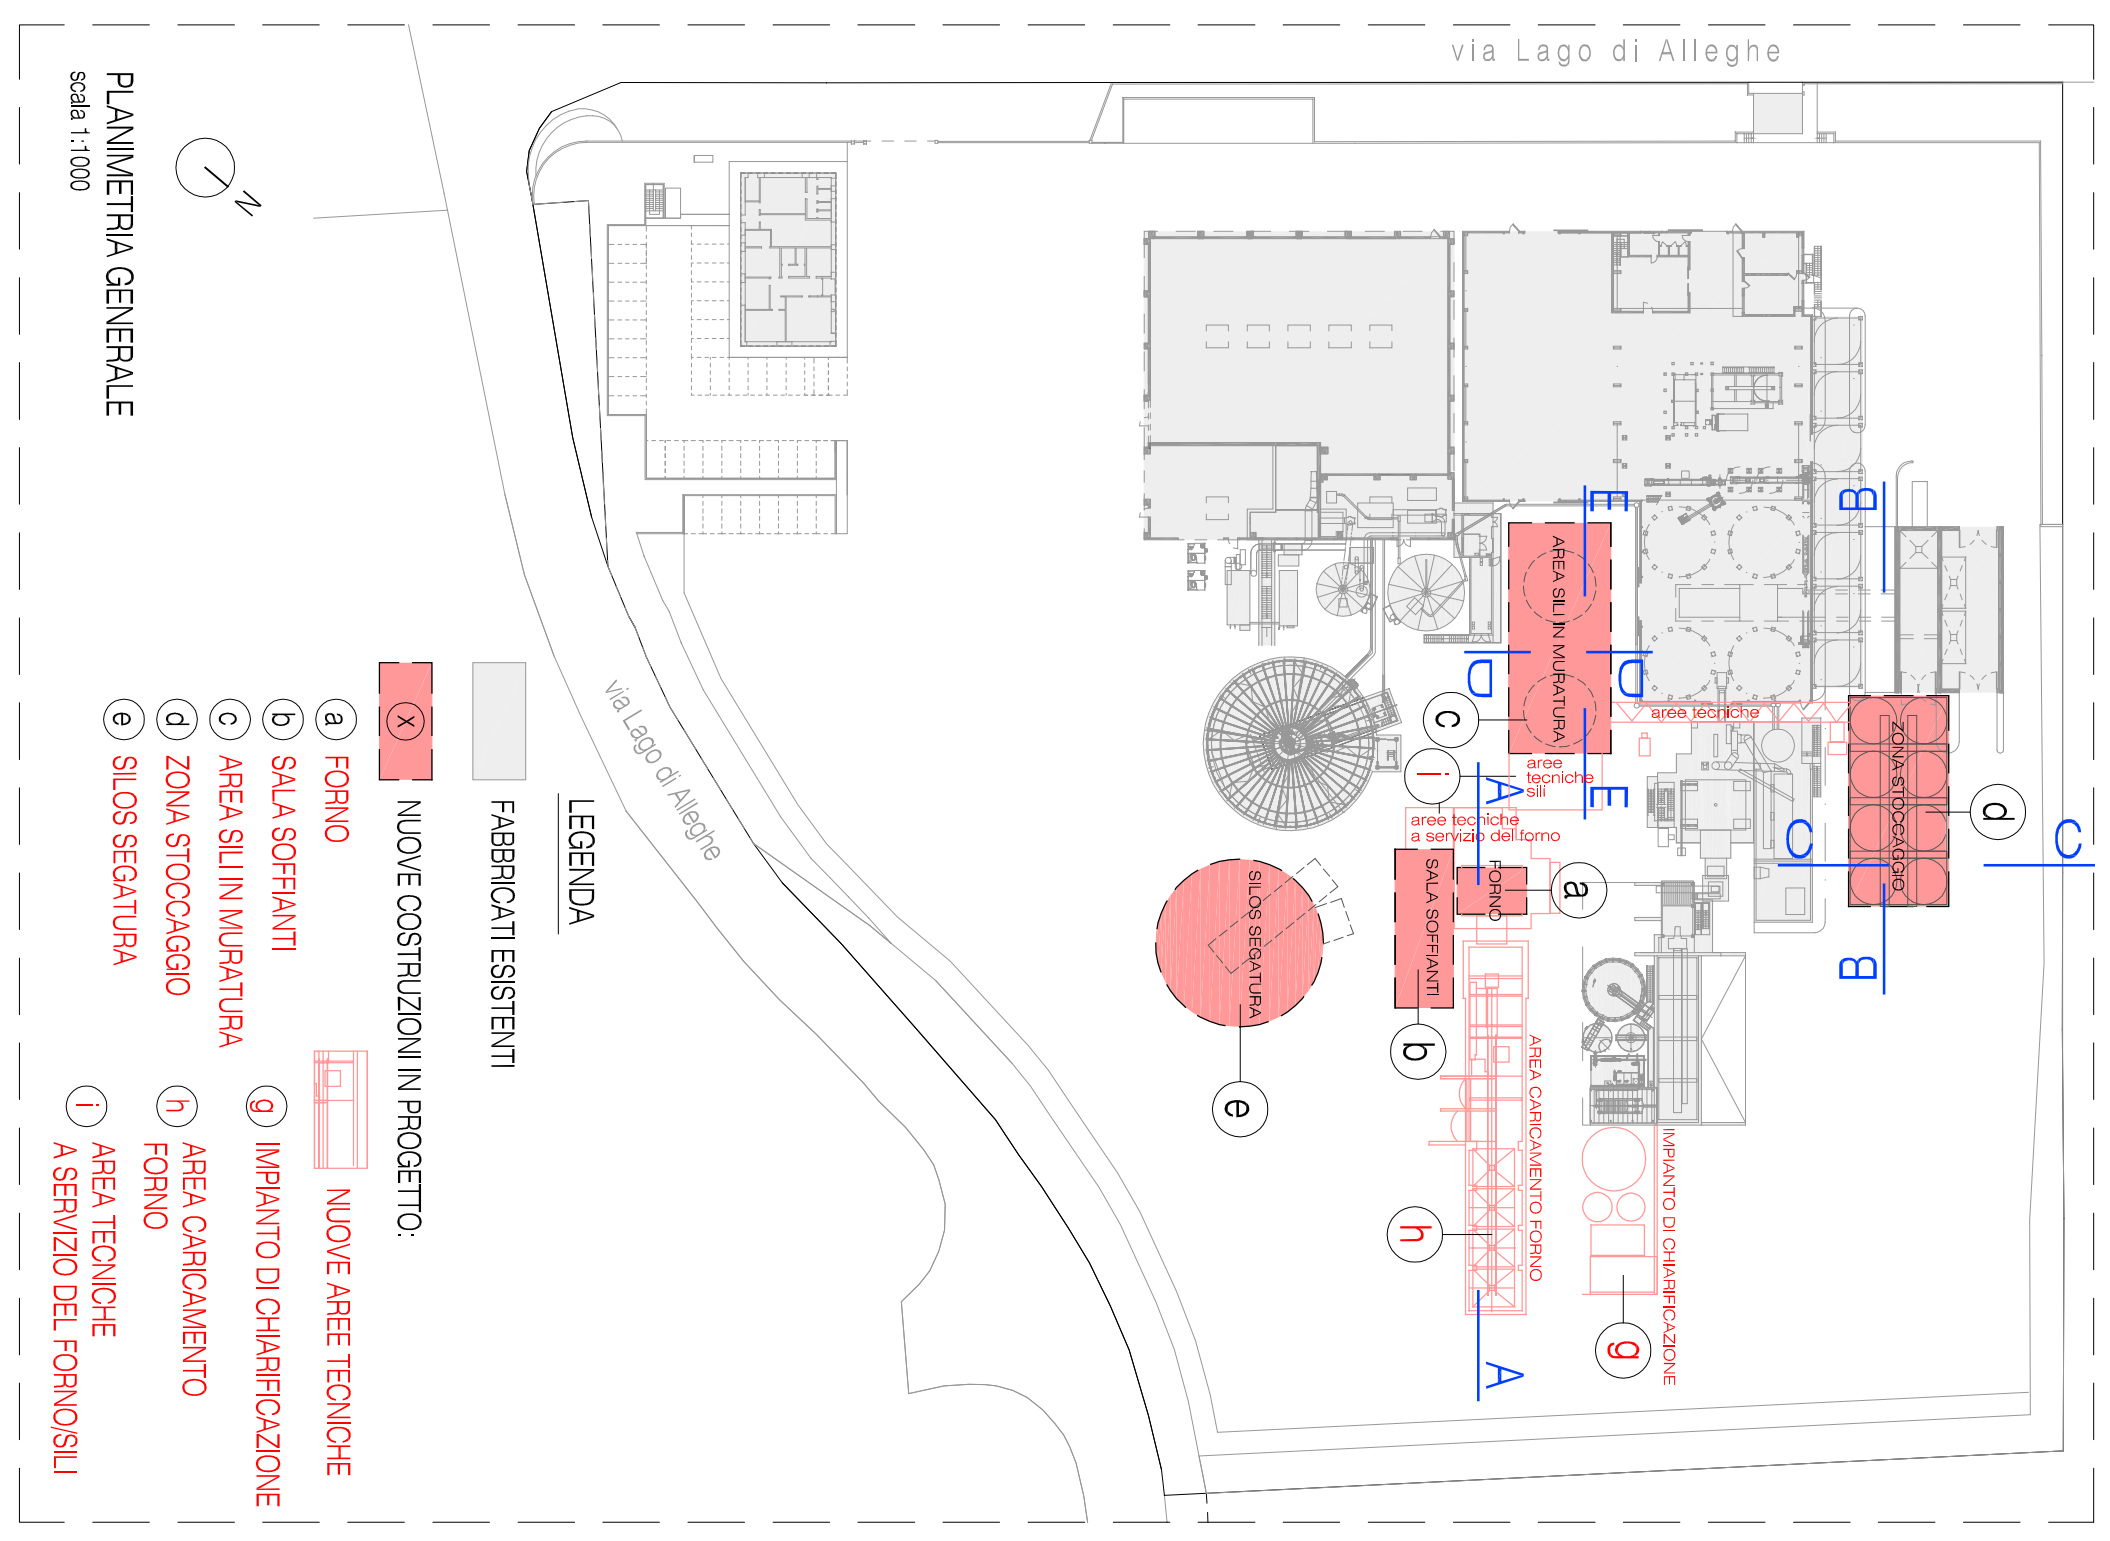 via Lago di Alleghe
PLANIMETRIA GENERALE
scala 1:1000
N
via Lago di Alleghe
LEGENDA
FABBRICATI ESISTENTI
x
NUOVE COSTRUZIONI IN PROGETTO:
a FORNO
b SALA SOFFIANTI
c AREA SILI IN MURATURA
d ZONA STOCCAGGIO
e SILOS SEGATURA
NUOVE AREE TECNICHE
g IMPIANTO DI CHIARIFICAZIONE
h AREA CARICAMENTO
FORNO
i AREA TECNICHE
A SERVIZIO DEL FORNO/SILI
AREA SILI IN MURATURA
c
E
E
D
D
B
B
C
C
A
A
aree tecniche
ZONA STOCCAGGIO
d
i
aree
tecniche
sili
aree tecniche
a servizio del forno
FORNO
a
SALA SOFFIANTI
b
SILOS SEGATURA
e
AREA CARICAMENTO FORNO
h
IMPIANTO DI CHIARIFICAZIONE
g